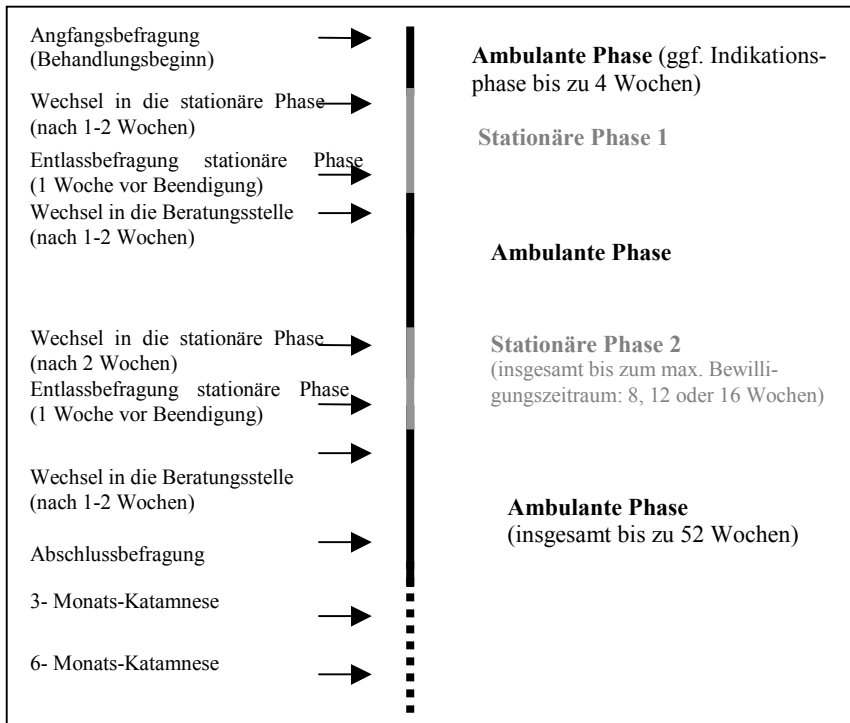 Angfangsbefragung
(Behandlungsbeginn)
Ambulante Phase (ggf. Indikations-
phase bis zu 4 Wochen)
Wechsel in die stationäre Phase
(nach 1-2 Wochen)
Stationäre Phase 1
Entlassbefragung stationäre Phase
(1 Woche vor Beendigung)
Wechsel in die Beratungsstelle
(nach 1-2 Wochen)
Ambulante Phase
Wechsel in die stationäre Phase
(nach 2 Wochen)
Stationäre Phase 2
(insgesamt bis zum max. Bewilli-
gungszeitraum: 8, 12 oder 16 Wochen)
Entlassbefragung stationäre Phase
(1 Woche vor Beendigung)
Wechsel in die Beratungsstelle
(nach 1-2 Wochen)
Ambulante Phase
(insgesamt bis zu 52 Wochen)
Abschlussbefragung
3- Monats-Katamnese
6- Monats-Katamnese